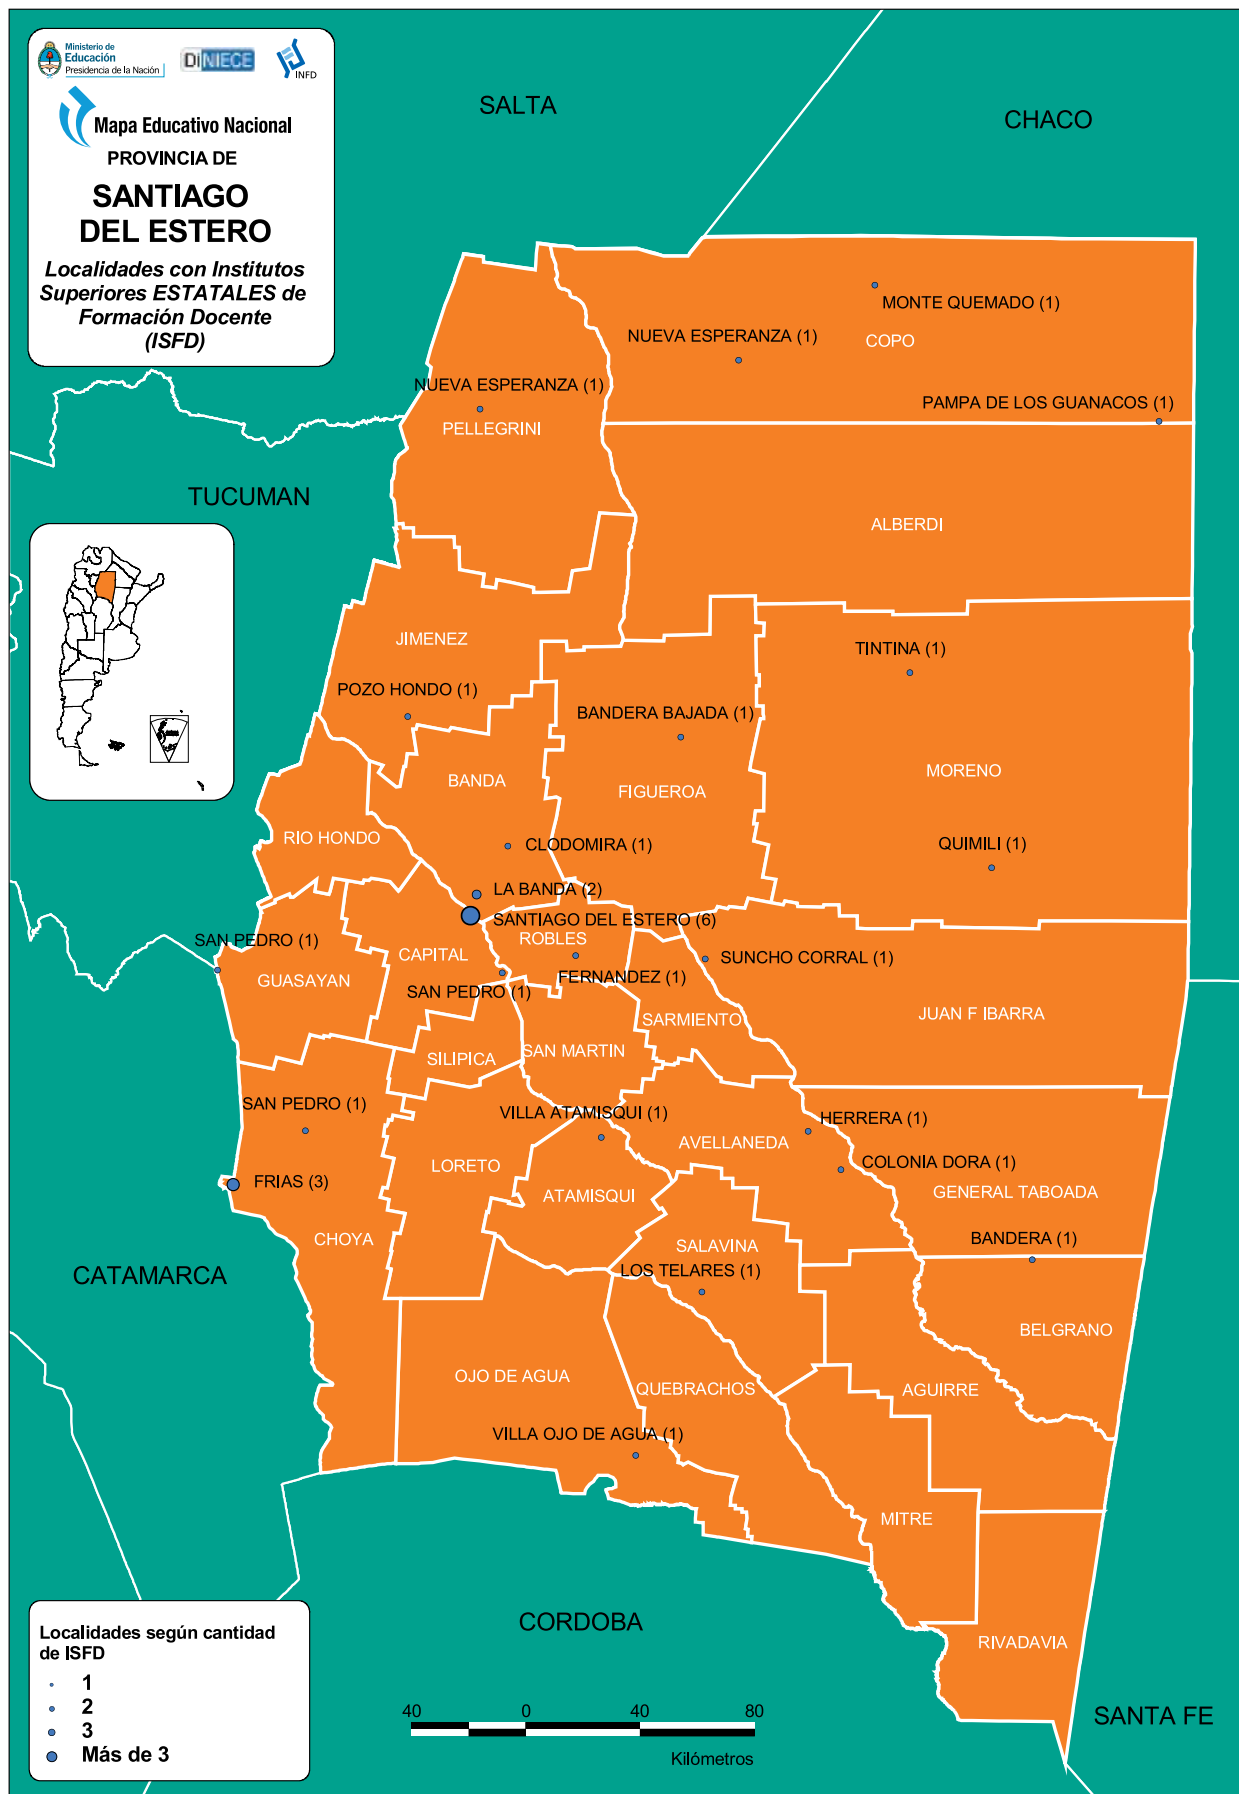 Ministerio de
Educación
Presidencia de la Nación
DiNIECE
INFD
Mapa Educativo Nacional
PROVINCIA DE
SANTIAGO
DEL ESTERO
Localidades con Institutos
Superiores ESTATALES de
Formación Docente
(ISFD)
SALTA
CHACO
MONTE QUEMADO (1)
NUEVA ESPERANZA (1)
COPO
NUEVA ESPERANZA (1)
PAMPA DE LOS GUANACOS (1)
PELLEGRINI
TUCUMAN
ALBERDI
JIMENEZ
TINTINA (1)
POZO HONDO (1)
BANDERA BAJADA (1)
MORENO
BANDA
FIGUEROA
RIO HONDO
CLODOMIRA (1)
QUIMILI (1)
LA BANDA (2)
SANTIAGO DEL ESTERO (6)
ROBLES
SAN PEDRO (1)
CAPITAL
SUNCHO CORRAL (1)
GUASAYAN
FERNANDEZ (1)
SAN PEDRO (1)
JUAN F IBARRA
SARMIENTO
SILIPICA
SAN MARTIN
SAN PEDRO (1)
VILLA ATAMISQUI (1)
HERRERA (1)
AVELLANEDA
LORETO
COLONIA DORA (1)
FRIAS (3)
ATAMISQUI
GENERAL TABOADA
CHOYA
SALAVINA
BANDERA (1)
CATAMARCA
LOS TELARES (1)
BELGRANO
OJO DE AGUA
QUEBRACHOS
AGUIRRE
VILLA OJO DE AGUA (1)
MITRE
CORDOBA
RIVADAVIA
SANTA FE
Localidades según cantidad
de ISFD
1
2
3
Más de 3
40 0 40 80
Kilómetros